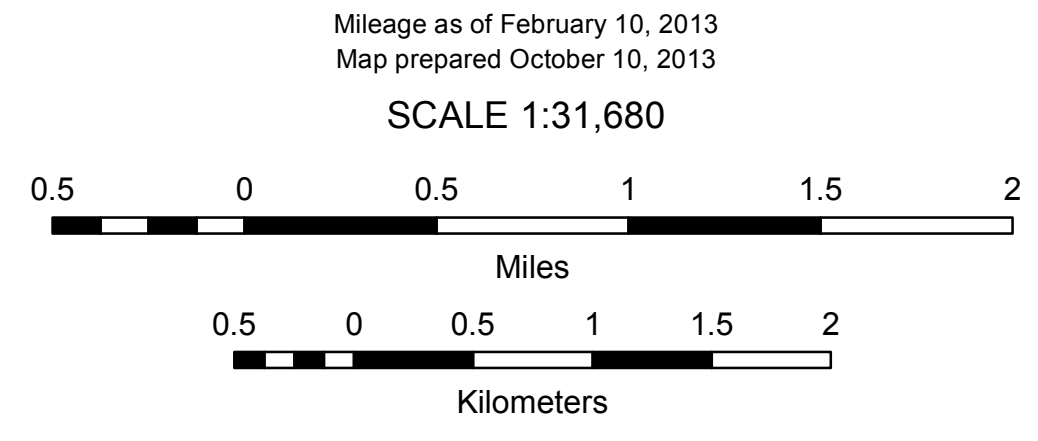 Mileage as of February 10, 2013
Map prepared October 10, 2013
SCALE 1:31,680
0.5 0 0.5 1 1.5 2
Miles
0.5 0 0.5 1 1.5 2
Kilometers